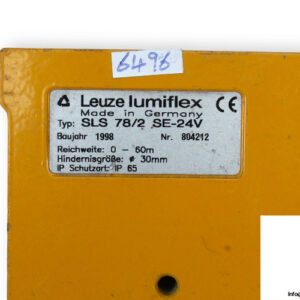 6496
Leuze lumiflex
Made in Germany
Typ: SLS 78/2 SE-24V
Baujahr 1998 Nr. 804212
Reichweite: 0 - 60m
Hindernisgröße: ø 30mm
IP Schutzart: IP 65